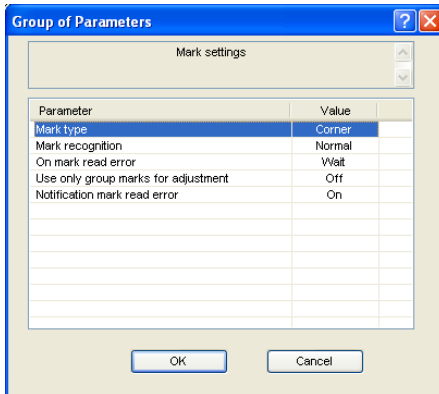 Group of Parameters
Mark settings
Parameter Value
Mark type Corner
Mark recognition Normal
On mark read error Wait
Use only group marks for adjustment Off
Notification mark read error On
OK Cancel